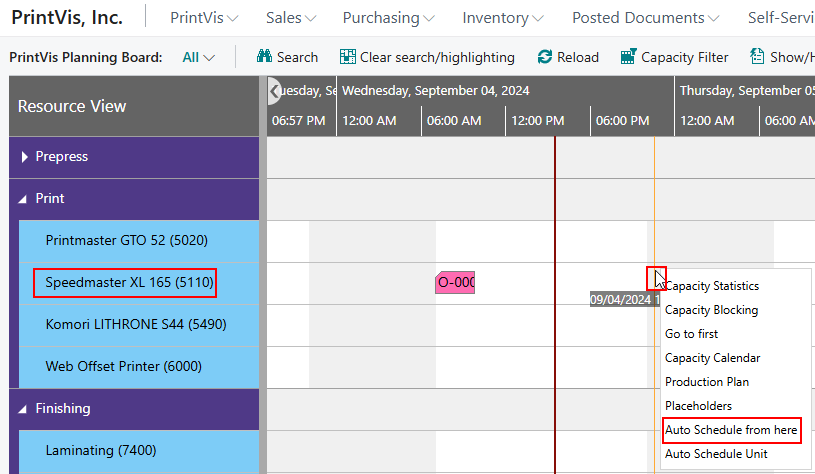 PrintVis, Inc. PrintVis Sales Purchasing Inventory Posted Documents Self-Servi
PrintVis Planning Board: All Search Clear search/highlighting Reload Capacity Filter Show/H
Resource View
uesday, Se Wednesday, September 04, 2024 Thursday, September 05
06:57 PM 12:00 AM 06:00 AM 12:00 PM 06:00 PM 12:00 AM 06:00 AM
Prepress
Print
Printmaster GTO 52 (5020)
Speedmaster XL 165 (5110) O-000
Capacity Statistics
09/04/2024 1
Capacity Blocking
Komori LITHRONE S44 (5490)
Go to first
Capacity Calendar
Web Offset Printer (6000)
Production Plan
Placeholders
Finishing
Auto Schedule from here
Laminating (7400)
Auto Schedule Unit